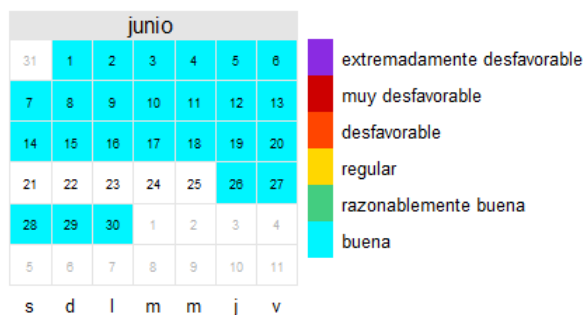 junio
31 1 2 3 4 5 6
7 8 9 10 11 12 13
14 15 16 17 18 19 20
21 22 23 24 25 26 27
28 29 30 1 2 3 4
5 6 7 8 9 10 11
s d l m m j v
extremadamente desfavorable
muy desfavorable
desfavorable
regular
razonablemente buena
buena